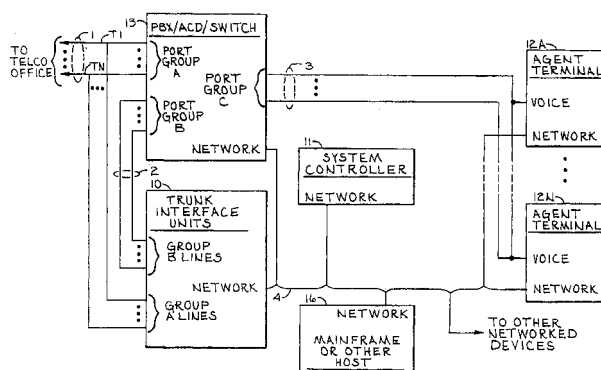 13
PBX/ACD/SWITCH
1
T1
TO
TELCO
OFFICE
TN
PORT
GROUP
A
PORT
GROUP
C
3
PORT
GROUP
B
NETWORK
2
10
TRUNK
INTERFACE
UNITS
GROUP
B LINES
NETWORK
GROUP
A LINES
11
SYSTEM
CONTROLLER
NETWORK
4
16
NETWORK
MAINFRAME
OR OTHER
HOST
12A
AGENT
TERMINAL
VOICE
NETWORK
12N
AGENT
TERMINAL
VOICE
NETWORK
TO OTHER
NETWORKED
DEVICES